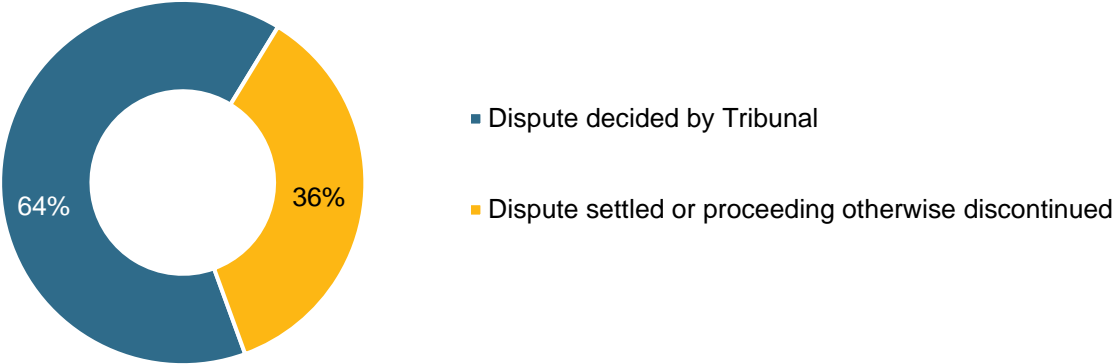 Dispute decided by Tribunal
64%
36%
Dispute settled or proceeding otherwise discontinued